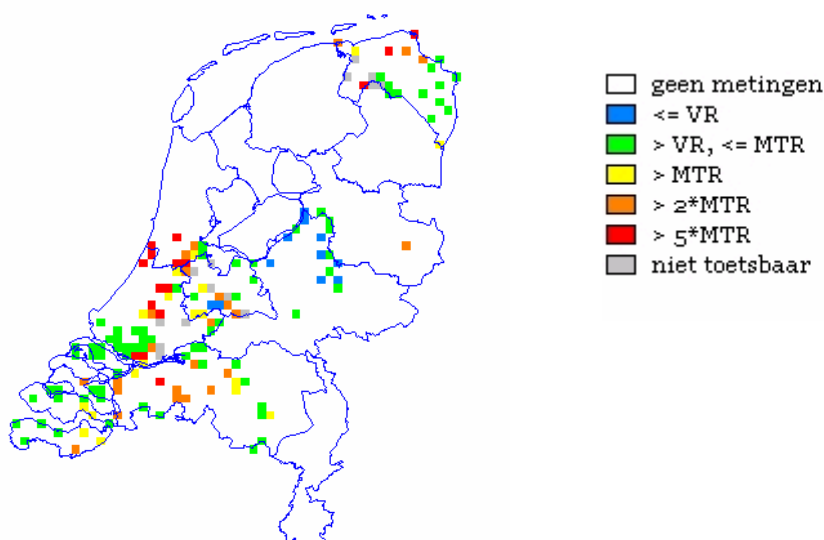 geen metingen
<= VR
> VR, <= MTR
> MTR
> 2*MTR
> 5*MTR
niet toetsbaar